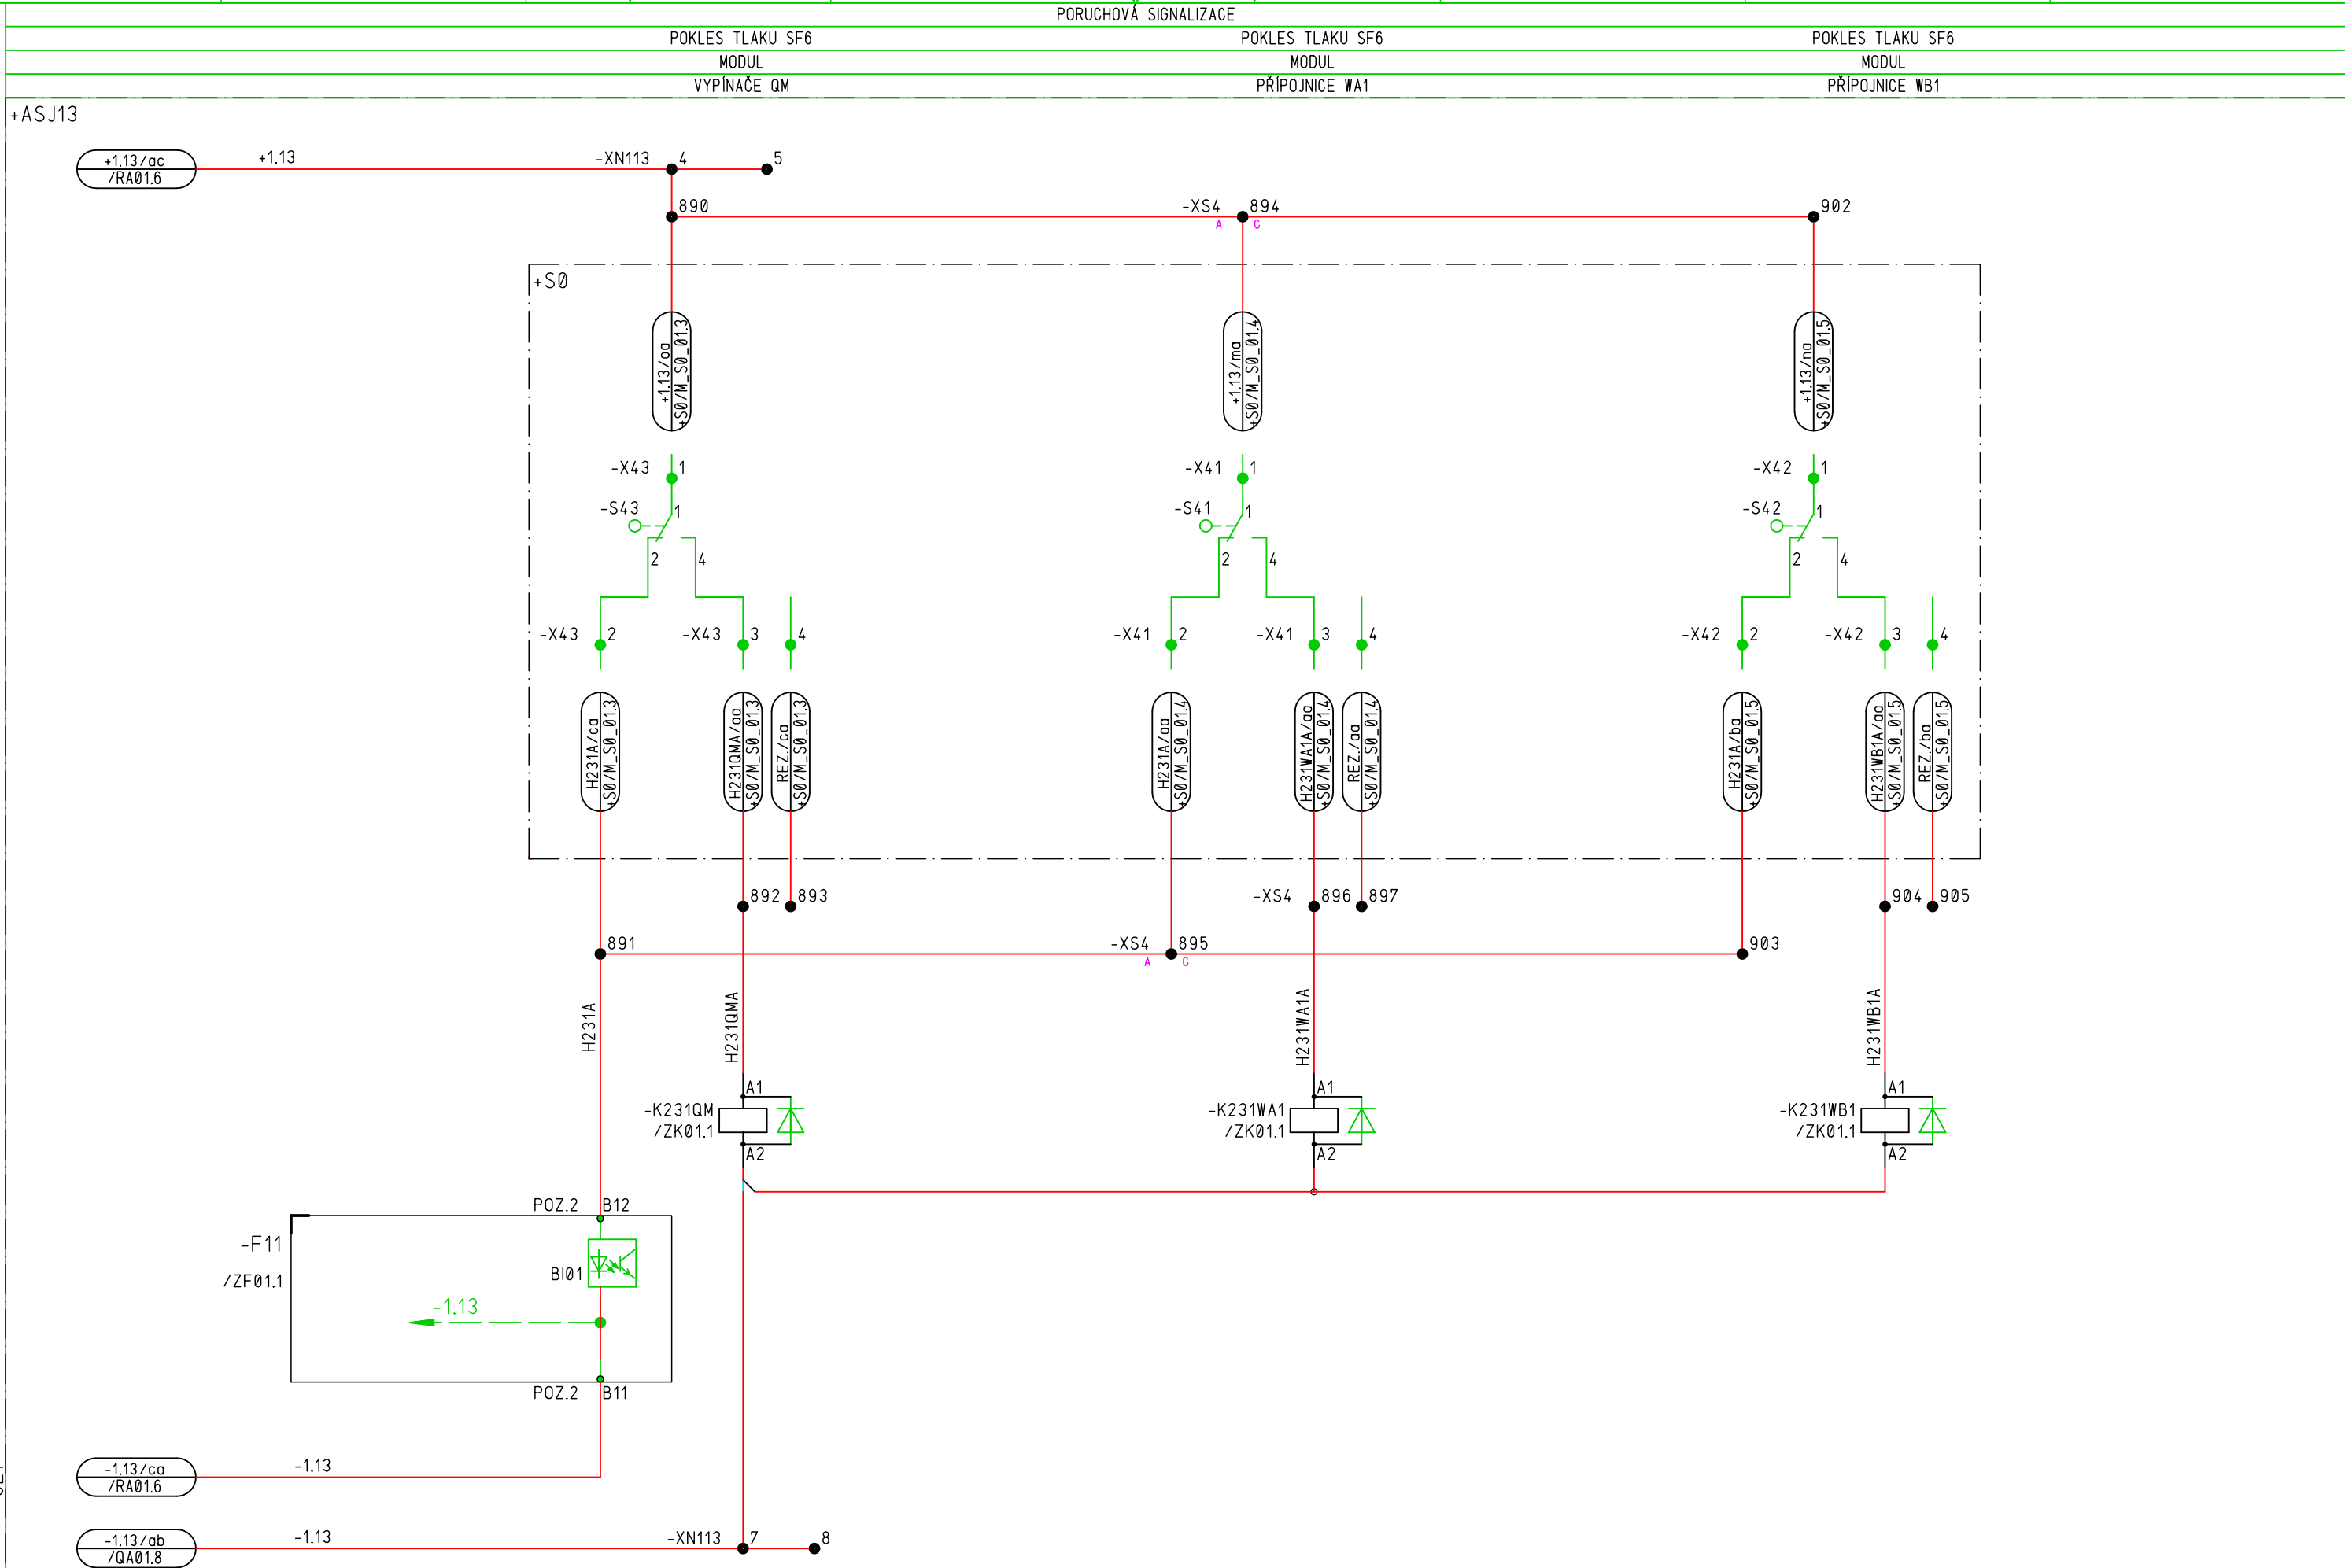 PORUCHOVÁ SIGNALIZACE
POKLES TLAKU SF6 POKLES TLAKU SF6 POKLES TLAKU SF6
MODUL MODUL MODUL
VYPÍNAČE QM PŘÍPOJNICE WA1 PŘÍPOJNICE WB1
+ASJ13
+1.13/ac
/RA01.6
+1.13
-XN113 4 5
890 -XS4 894 902
A C
+S0
+1.13/oa
+S0/M_S0_01.3
+1.13/ma
+S0/M_S0_01.4
+1.13/na
+S0/M_S0_01.5
-X43 1 -X41 1 -X42 1
-S43 1 -S41 1 -S42 1
2 4 2 4 2 4
-X43 2 -X43 3 4 -X41 2 -X41 3 4 -X42 2 -X42 3 4
H231A/ca
+S0/M_S0_01.3
H231QMA/aa
+S0/M_S0_01.3
REZ./ca
+S0/M_S0_01.3
H231A/aa
+S0/M_S0_01.4
H231WA1A/aa
+S0/M_S0_01.4
REZ./aa
+S0/M_S0_01.4
H231A/ba
+S0/M_S0_01.5
H231WB1A/aa
+S0/M_S0_01.5
REZ./ba
+S0/M_S0_01.5
892 893 -XS4 896 897 904 905
891 -XS4 895 903
A C
H231A H231QMA H231WA1A H231WB1A
A1 A1 A1
-K231QM -K231WA1 -K231WB1
/ZK01.1 /ZK01.1 /ZK01.1
A2 A2 A2
POZ.2 B12
-F11
/ZF01.1
BI01
-1.13
POZ.2 B11
-1.13/ca
/RA01.6
-1.13
-1.13/ab
/QA01.8
-1.13
-XN113 7 8